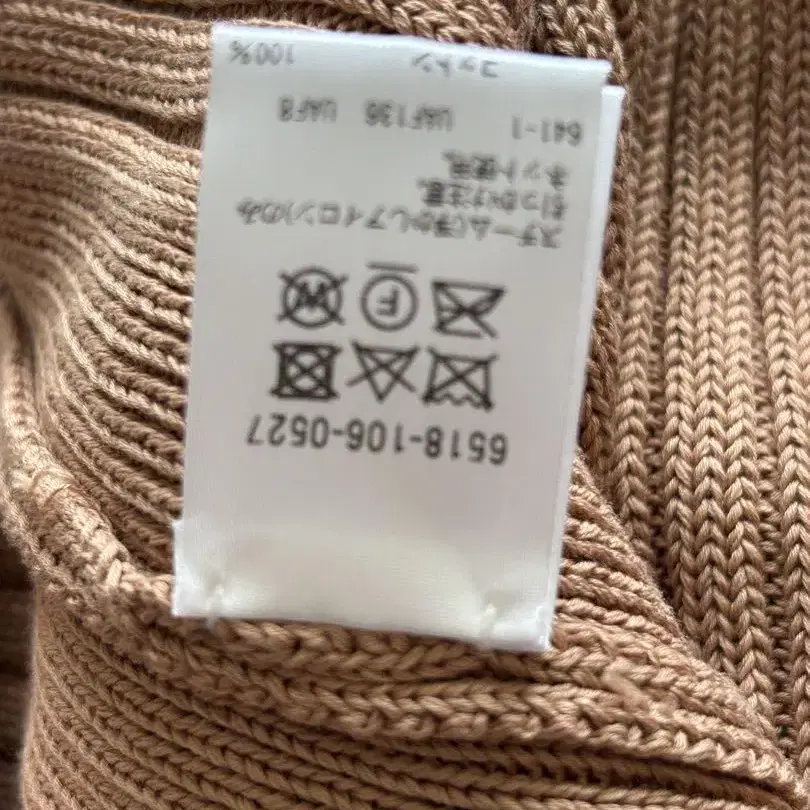 6518-106-0527
F W
スチーム(浮かしアイロン)のみ
引っかけ注意。
ネット使用。
641-1 UAF136 UAF8
コットン 100%